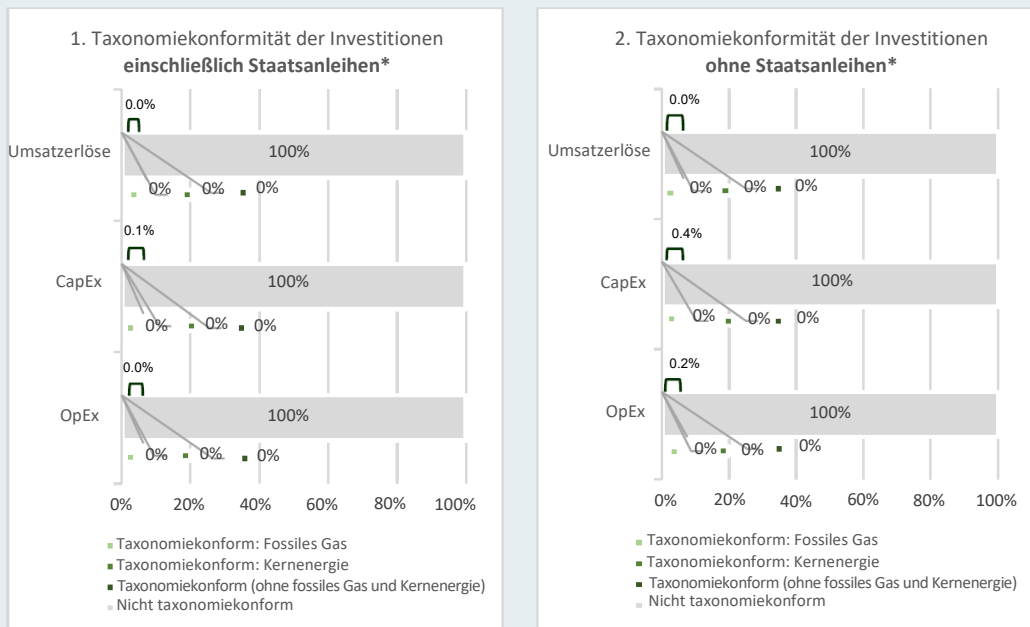 1. Taxonomiekonformität der Investitionen
einschließlich Staatsanleihen*
0.0%
Umsatzerlöse
100%
0% 0% 0%
0.1%
CapEx
100%
0% 0% 0%
0.0%
OpEx
100%
0% 0% 0%
0% 20% 40% 60% 80% 100%
Taxonomiekonform: Fossiles Gas
Taxonomiekonform: Kernenergie
Taxonomiekonform (ohne fossiles Gas und Kernenergie)
Nicht taxonomiekonform
2. Taxonomiekonformität der Investitionen
ohne Staatsanleihen*
0.0%
Umsatzerlöse
100%
0% 0% 0%
0.4%
CapEx
100%
0% 0% 0%
0.2%
OpEx
100%
0% 0% 0%
0% 20% 40% 60% 80% 100%
Taxonomiekonform: Fossiles Gas
Taxonomiekonform: Kernenergie
Taxonomiekonform (ohne fossiles Gas und Kernenergie)
Nicht taxonomiekonform